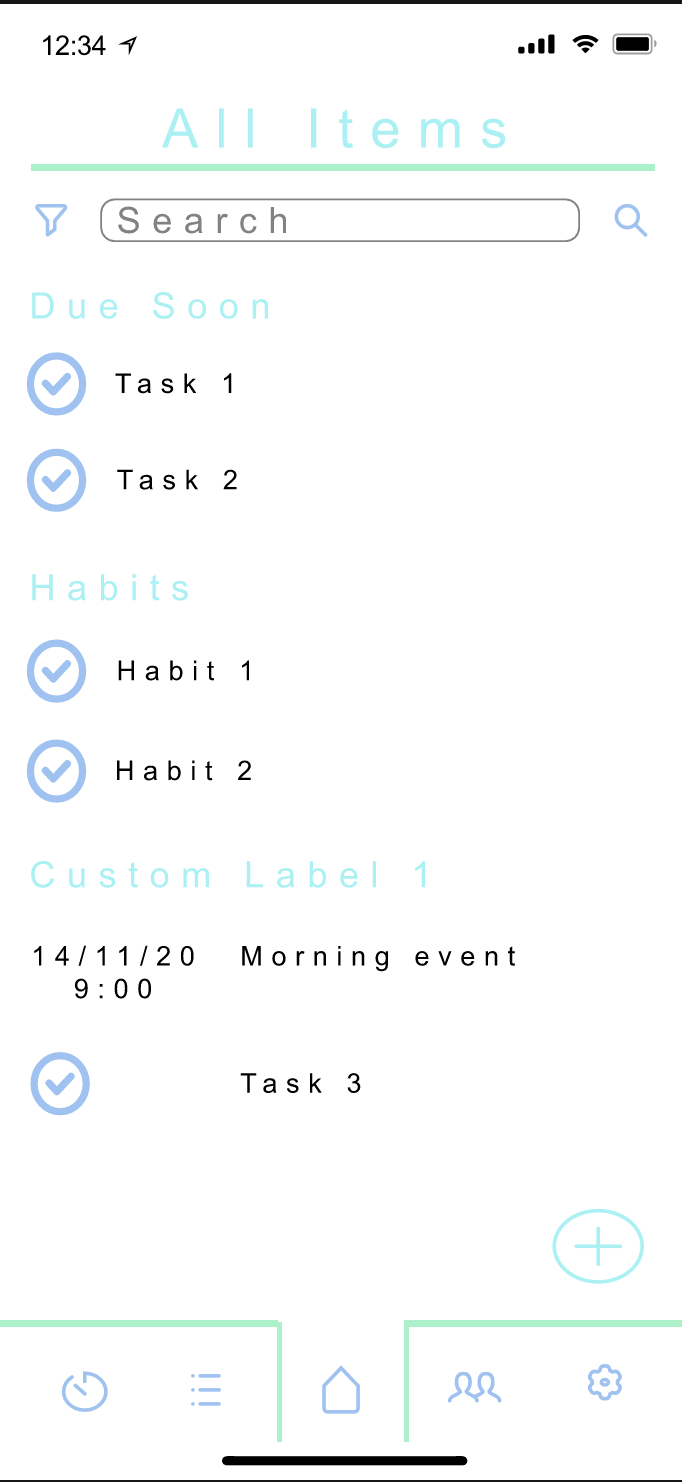 12:34
All Items
Search
Due Soon
Task 1
Task 2
Habits
Habit 1
Habit 2
Custom Label 1
14/11/20 Morning event
9:00
Task 3